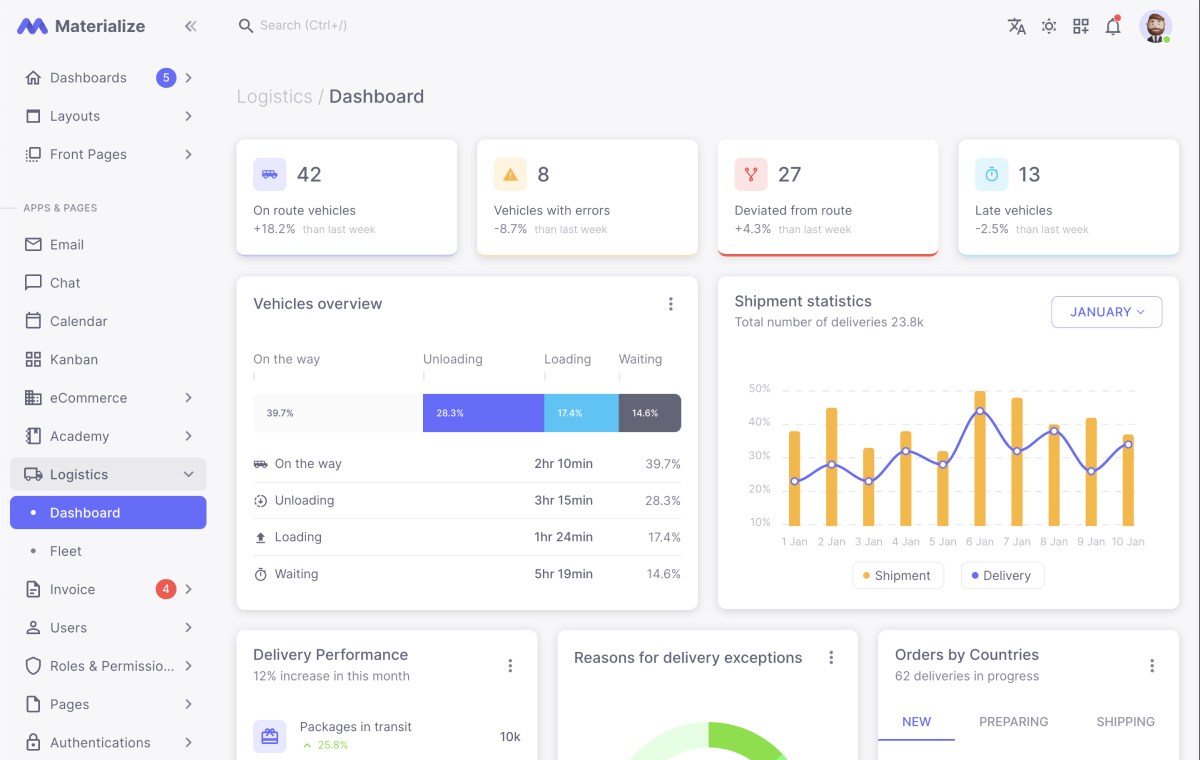 Materialize
Search (Ctrl+/)
Dashboards 5
Layouts
Front Pages
APPS & PAGES
Email
Chat
Calendar
Kanban
eCommerce
Academy
Logistics
Dashboard
Fleet
Invoice 4
Users
Roles & Permissio...
Pages
Authentications
Logistics / Dashboard
42
On route vehicles
+18.2% than last week
8
Vehicles with errors
-8.7% than last week
27
Deviated from route
+4.3% than last week
13
Late vehicles
-2.5% than last week
Vehicles overview
On the way Unloading Loading Waiting
39.7% 28.3% 17.4% 14.6%
On the way 2hr 10min 39.7%
Unloading 3hr 15min 28.3%
Loading 1hr 24min 17.4%
Waiting 5hr 19min 14.6%
Shipment statistics
Total number of deliveries 23.8k
JANUARY
50%
40%
30%
20%
10%
1 Jan 2 Jan 3 Jan 4 Jan 5 Jan 6 Jan 7 Jan 8 Jan 9 Jan 10 Jan
Shipment Delivery
Delivery Performance
12% increase in this month
Packages in transit
25.8%
10k
Reasons for delivery exceptions
Orders by Countries
62 deliveries in progress
NEW PREPARING SHIPPING